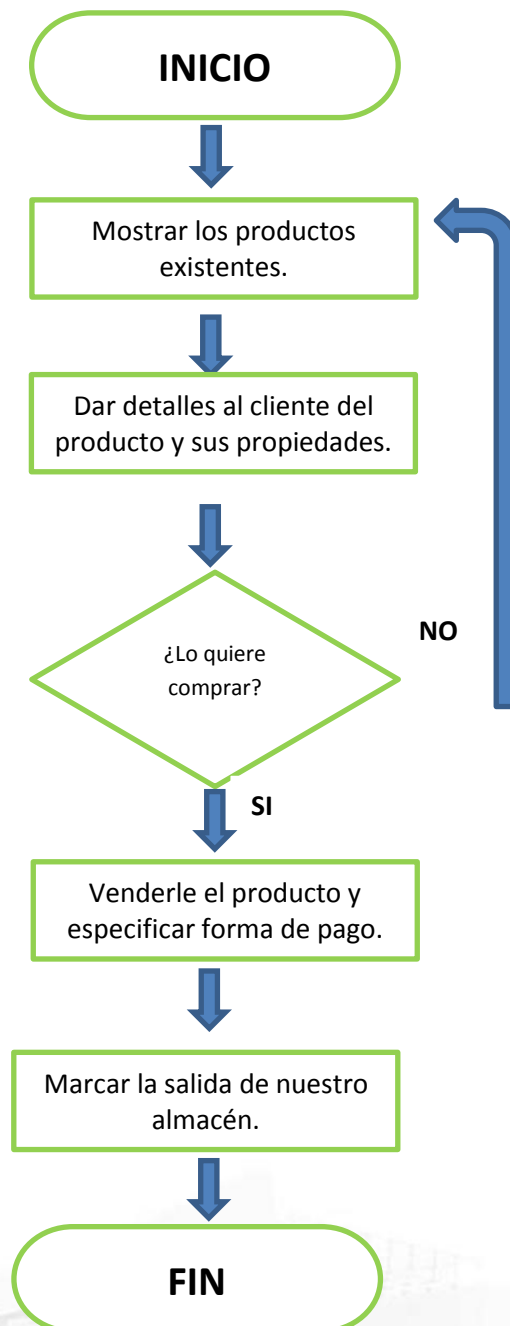 INICIO
Mostrar los productos
existentes.
Dar detalles al cliente del
producto y sus propiedades.
NO
¿Lo quiere
comprar?
SI
Venderle el producto y
especificar forma de pago.
Marcar la salida de nuestro
almacén.
FIN